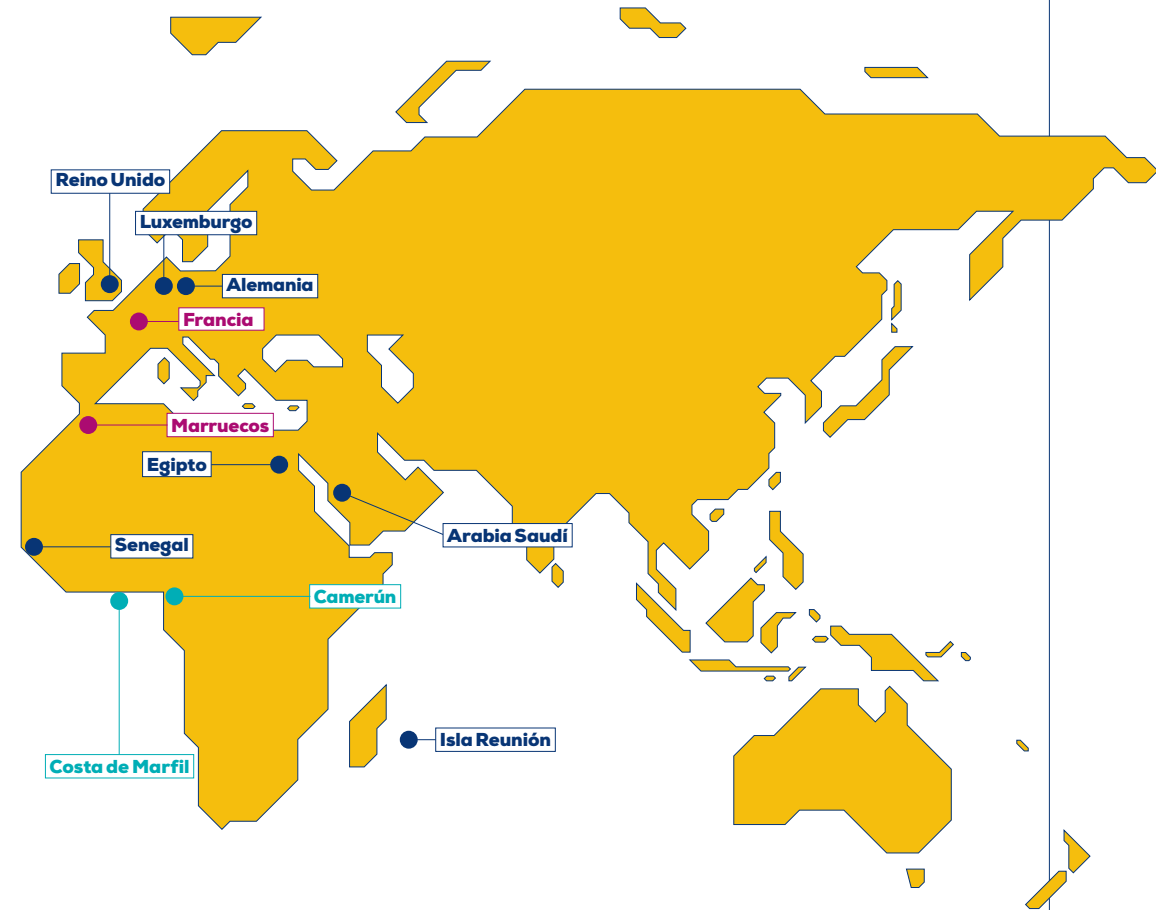 Reino Unido
Luxemburgo
Alemania
Francia
Marruecos
Egipto
Arabia Saudí
Senegal
Camerún
Isla Reunión
Costa de Marfil